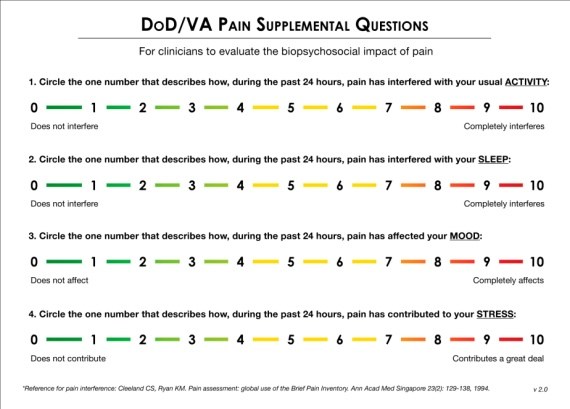 DoD/VA Pain Supplemental Questions
For clinicians to evaluate the biopsychosocial impact of pain
1. Circle the one number that describes how, during the past 24 hours, pain has interfered with your usual ACTIVITY:
0 1 2 3 4 5 6 7 8 9 10
Does not interfere Completely interferes
2. Circle the one number that describes how, during the past 24 hours, pain has interfered with your SLEEP:
0 1 2 3 4 5 6 7 8 9 10
Does not interfere Completely interferes
3. Circle the one number that describes how, during the past 24 hours, pain has affected your MOOD:
0 1 2 3 4 5 6 7 8 9 10
Does not affect Completely affects
4. Circle the one number that describes how, during the past 24 hours, pain has contributed to your STRESS:
0 1 2 3 4 5 6 7 8 9 10
Does not contribute Contributes a great deal
*Reference for pain interference: Cleeland CS, Ryan KM. Pain assessment: global use of the Brief Pain Inventory. Ann Acad Med Singapore 23(2): 129-138, 1994. v 2.0